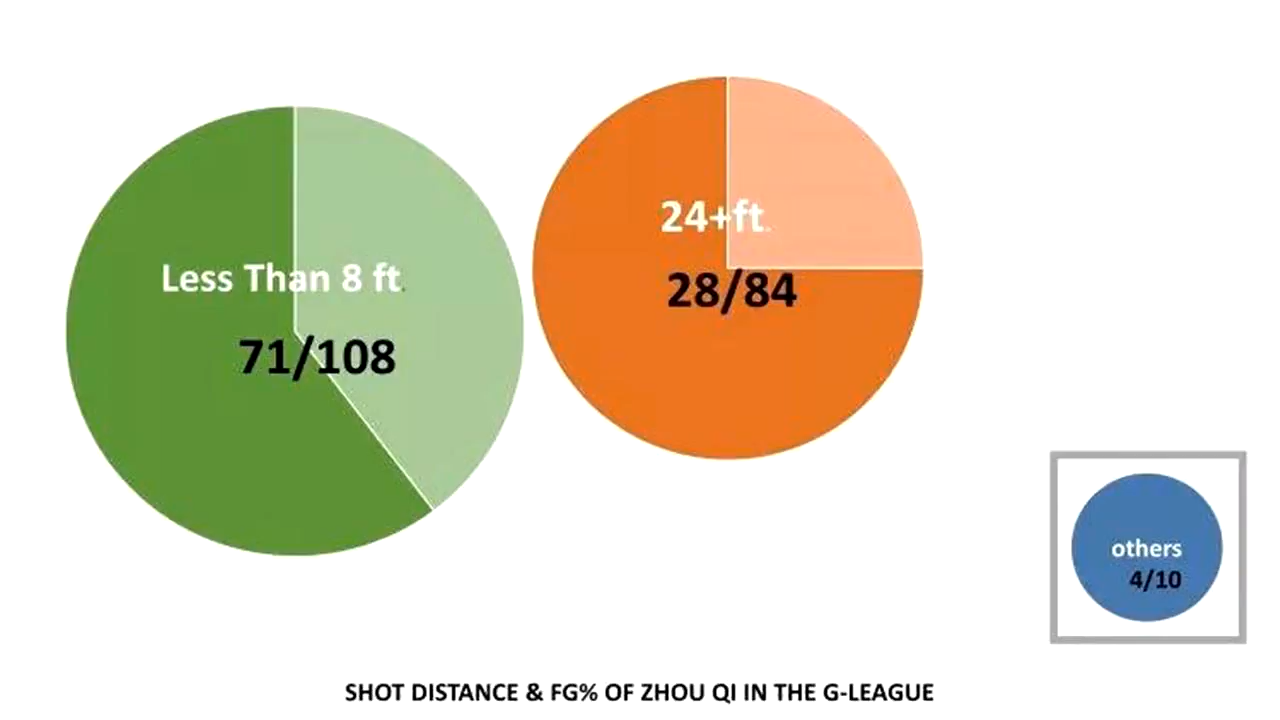 Less Than 8 ft.
71/108
24+ft.
28/84
others
4/10
SHOT DISTANCE & FG% OF ZHOU QI IN THE G-LEAGUE